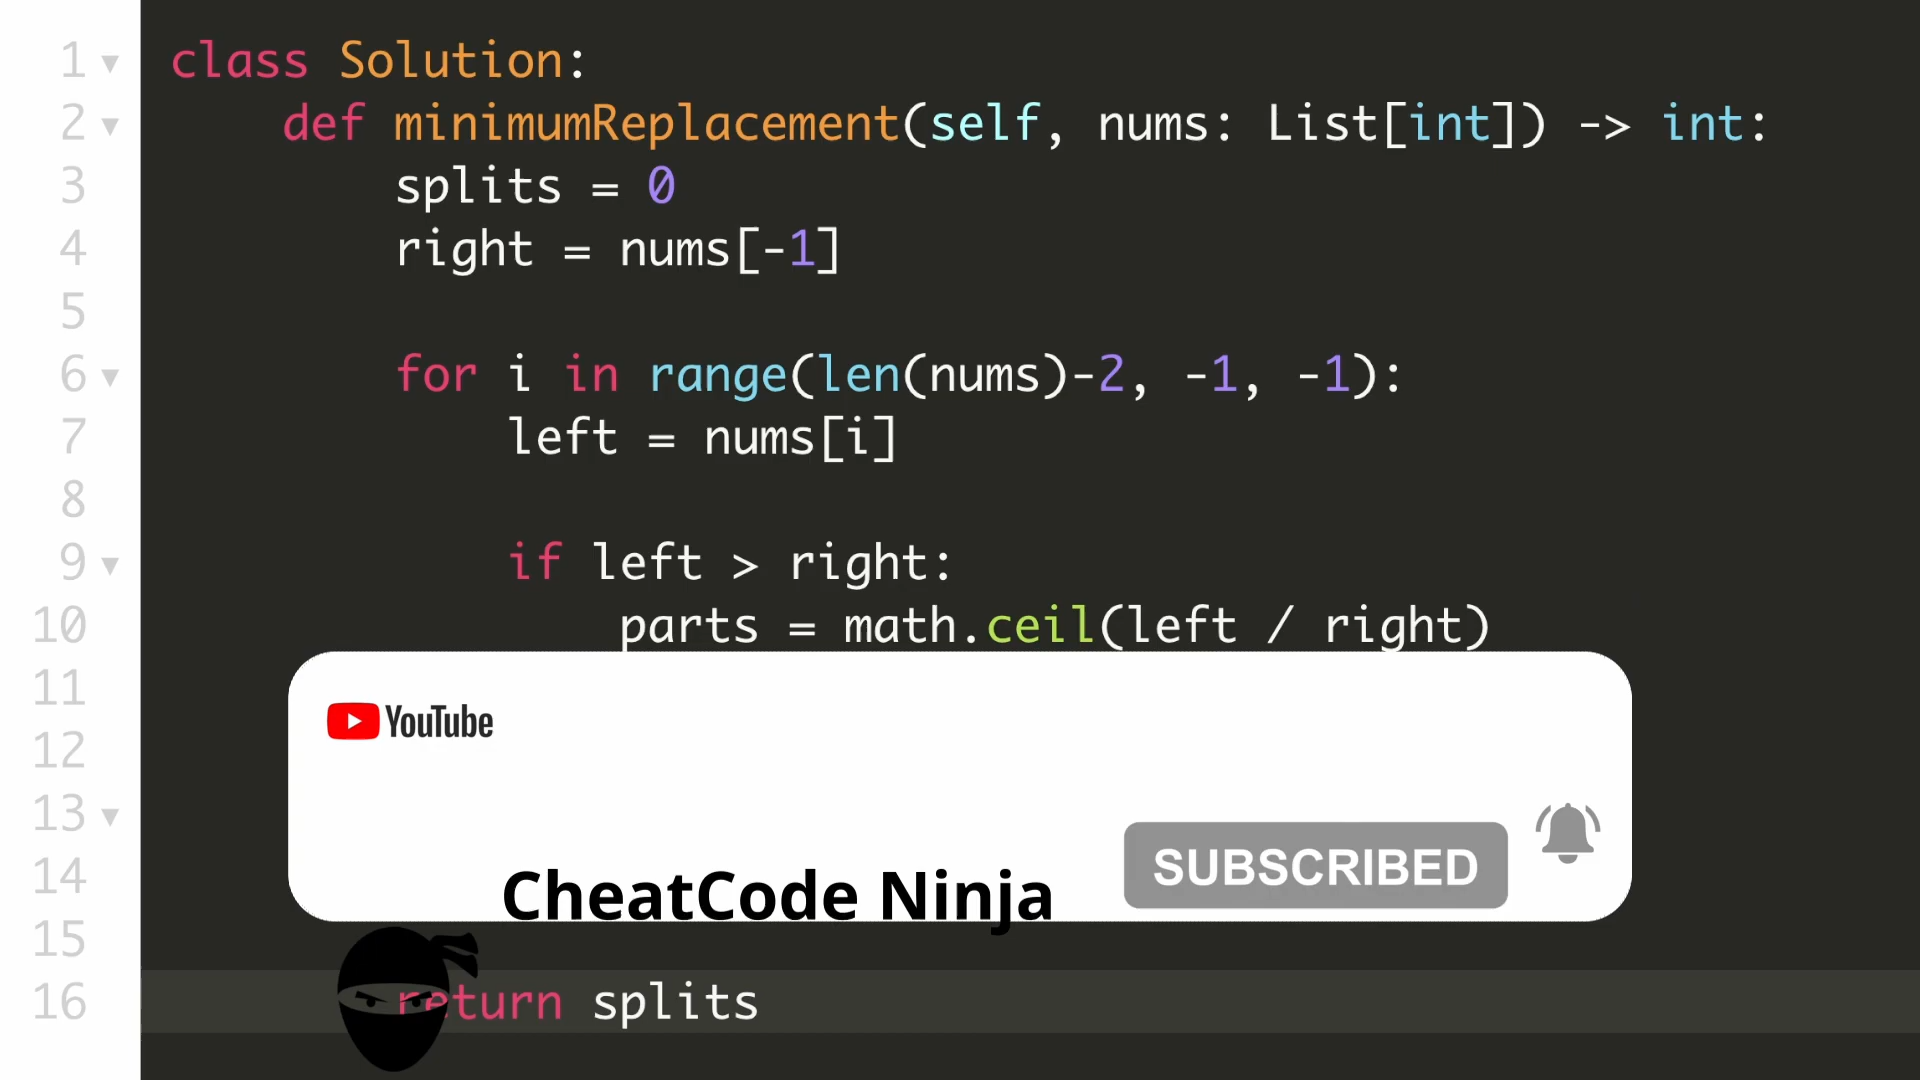 1 class Solution:
2 def minimumReplacement(self, nums: List[int]) -> int:
3 splits = 0
4 right = nums[-1]
5
6 for i in range(len(nums)-2, -1, -1):
7 left = nums[i]
8
9 if left > right:
10 parts = math.ceil(left / right)
11
YouTube
12
13
SUBSCRIBED
14
CheatCode Ninja
15
16 return splits